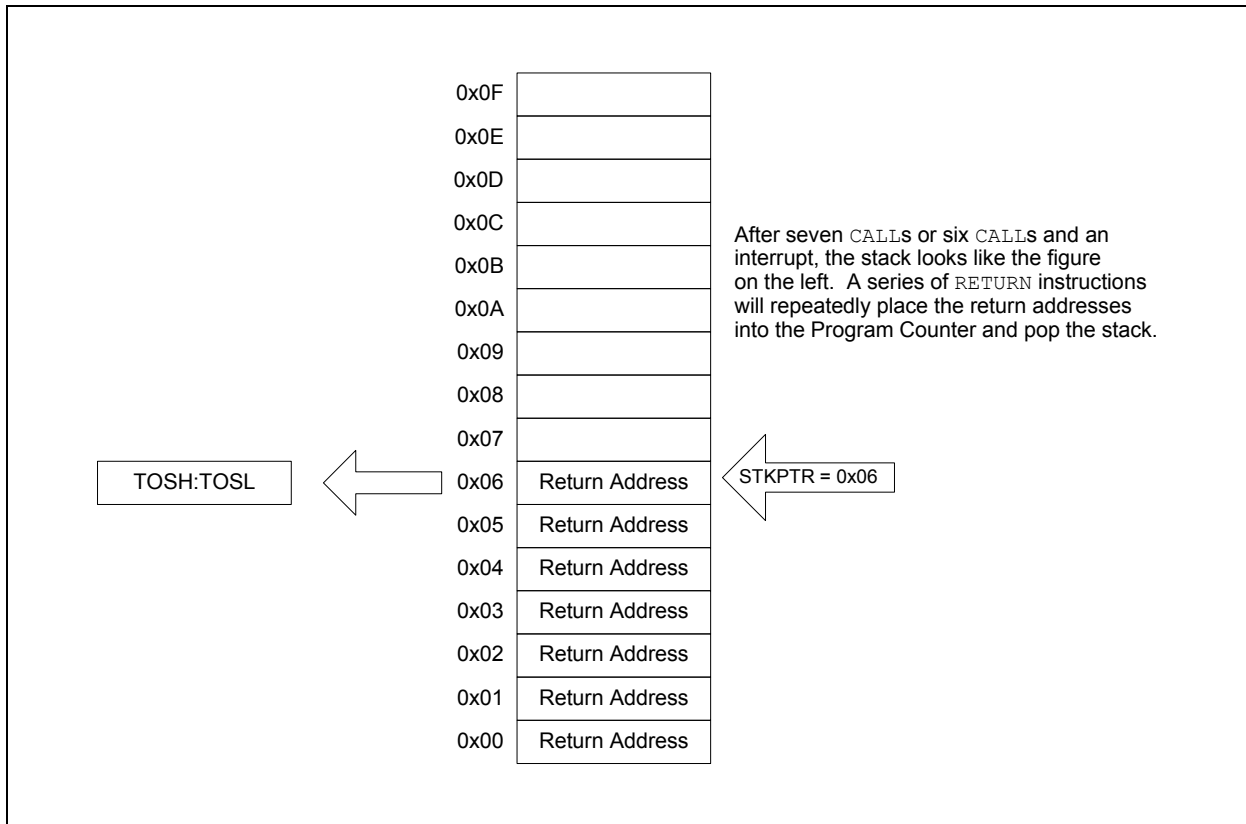 0x0F
0x0E
0x0D
0x0C
0x0B
0x0A
0x09
0x08
0x07
After seven CALLs or six CALLs and an
interrupt, the stack looks like the figure
on the left. A series of RETURN instructions
will repeatedly place the return addresses
into the Program Counter and pop the stack.
TOSH:TOSL
0x06 Return Address
STKPTR = 0x06
0x05 Return Address
0x04 Return Address
0x03 Return Address
0x02 Return Address
0x01 Return Address
0x00 Return Address